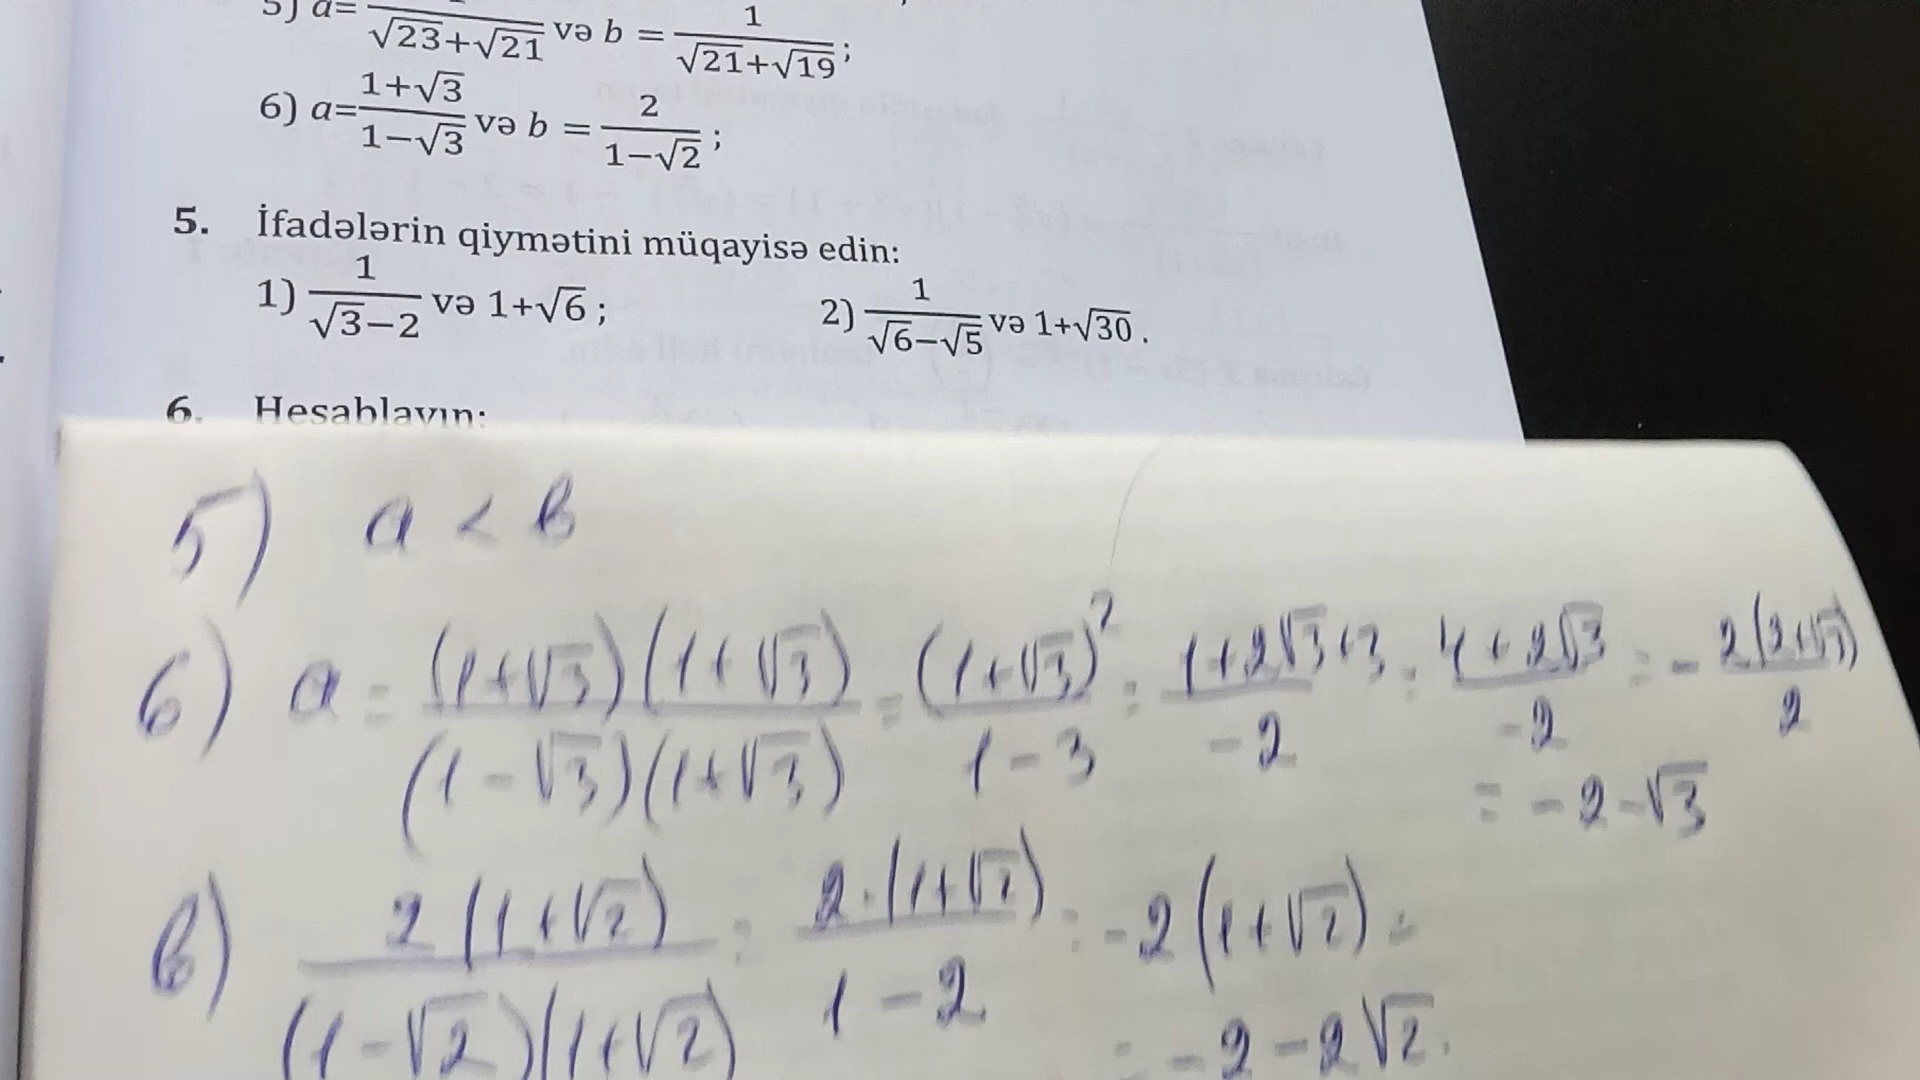 5) a= 1/(√23+√21) və b = 1/(√21+√19);
6) a= (1+√3)/(1−√3) və b = 2/(1−√2);
5. İfadələrin qiymətini müqayisə edin:
1) 1/(√3−2) və 1+√6 ; 2) 1/(√6−√5) və 1+√30 .
6. Hesablayın:
5) a < b
6) a = (1+√3)(1+√3)/((1−√3)(1+√3)) = (1+√3)²/(1−3) = (1+2√3+3)/(−2) = (4+2√3)/(−2) = − 2(2+√3)/2
= −2−√3
b) 2(1+√2)/((1−√2)(1+√2)) = 2·(1+√2)/(1−2) = −2(1+√2) =
= −2−2√2.